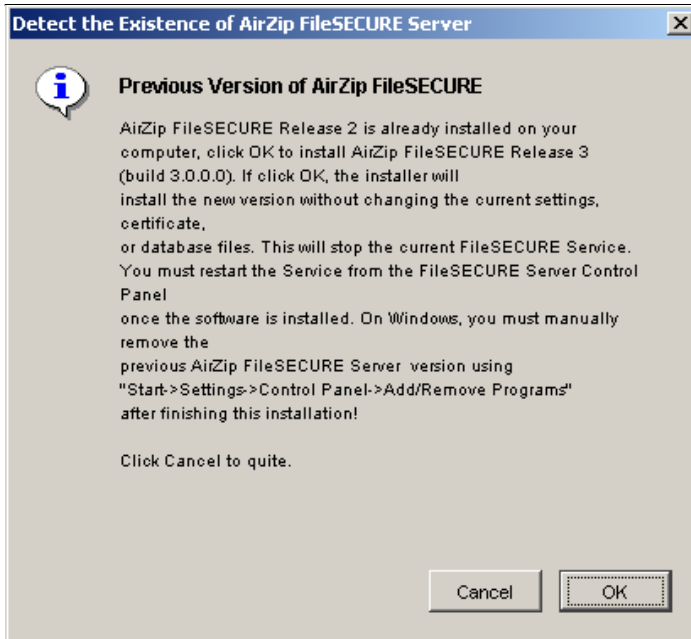 Detect the Existence of AirZip FileSECURE Server
Previous Version of AirZip FileSECURE
AirZip FileSECURE Release 2 is already installed on your
computer, click OK to install AirZip FileSECURE Release 3
(build 3.0.0.0). If click OK, the installer will
install the new version without changing the current settings,
certificate,
or database files. This will stop the current FileSECURE Service.
You must restart the Service from the FileSECURE Server Control
Panel
once the software is installed. On Windows, you must manually
remove the
previous AirZip FileSECURE Server version using
"Start->Settings->Control Panel->Add/Remove Programs"
after finishing this installation!
Click Cancel to quite.
Cancel
OK